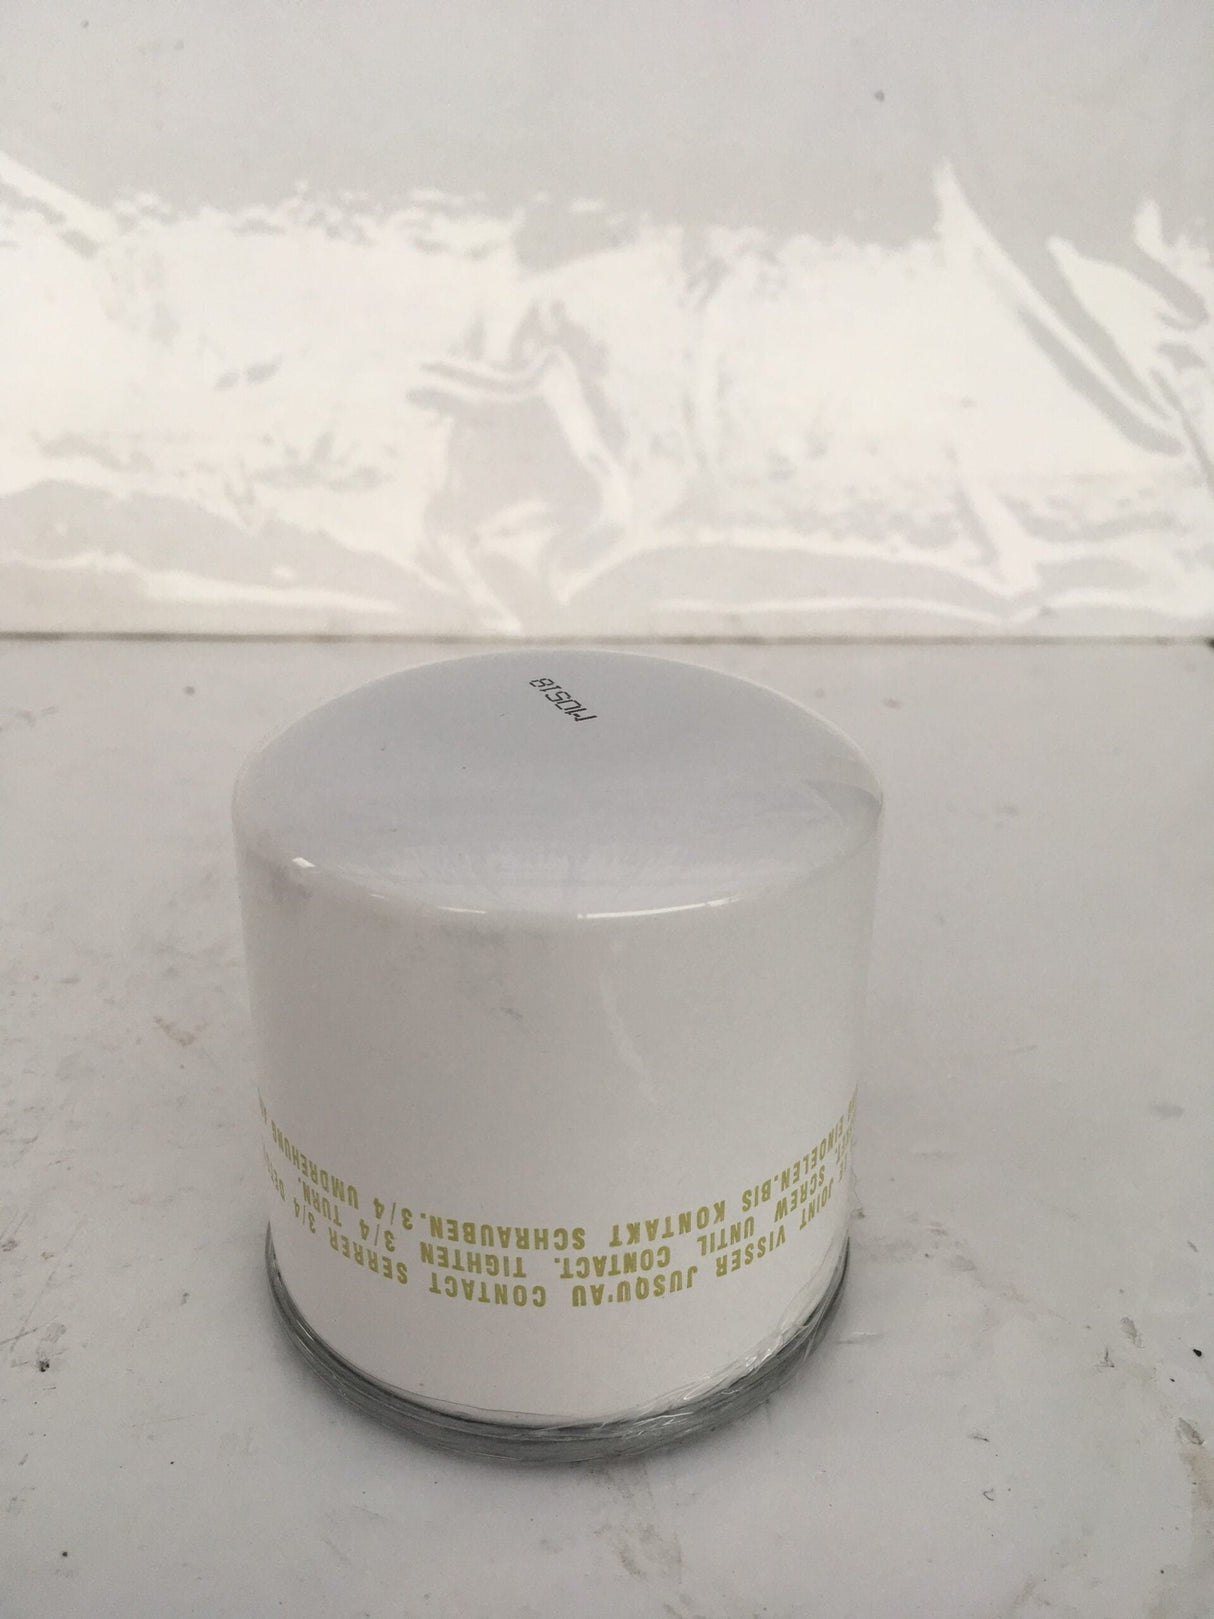 M0518
JOINT VISSER JUSQU'AU CONTACT SERRER 3/4
SCREW UNTIL CONTACT. TIGHTEN 3/4 TURN.
EINOELEN.BIS KONTAKT SCHRAUBEN.3/4 UMDREHUNG